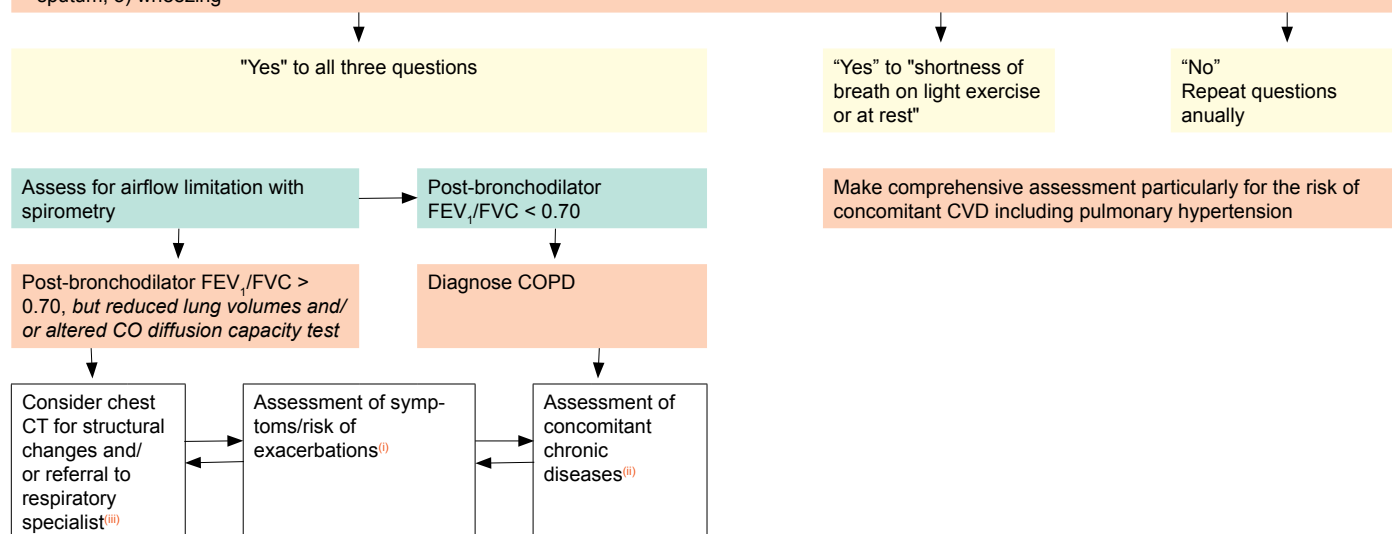 "Yes" to all three questions
“Yes” to "shortness of
breath on light exercise
or at rest"
“No”
Repeat questions
anually
Assess for airflow limitation with
spirometry
Post-bronchodilator
FEV1/FVC < 0.70
Make comprehensive assessment particularly for the risk of
concomitant CVD including pulmonary hypertension
Post-bronchodilator FEV1/FVC >
0.70, but reduced lung volumes and/
or altered CO diffusion capacity test
Diagnose COPD
Consider chest
CT for structural
changes and/
or referral to
respiratory
specialist(iii)
Assessment of symp-
toms/risk of
exacerbations(i)
Assessment of
concomitant
chronic
diseases(ii)